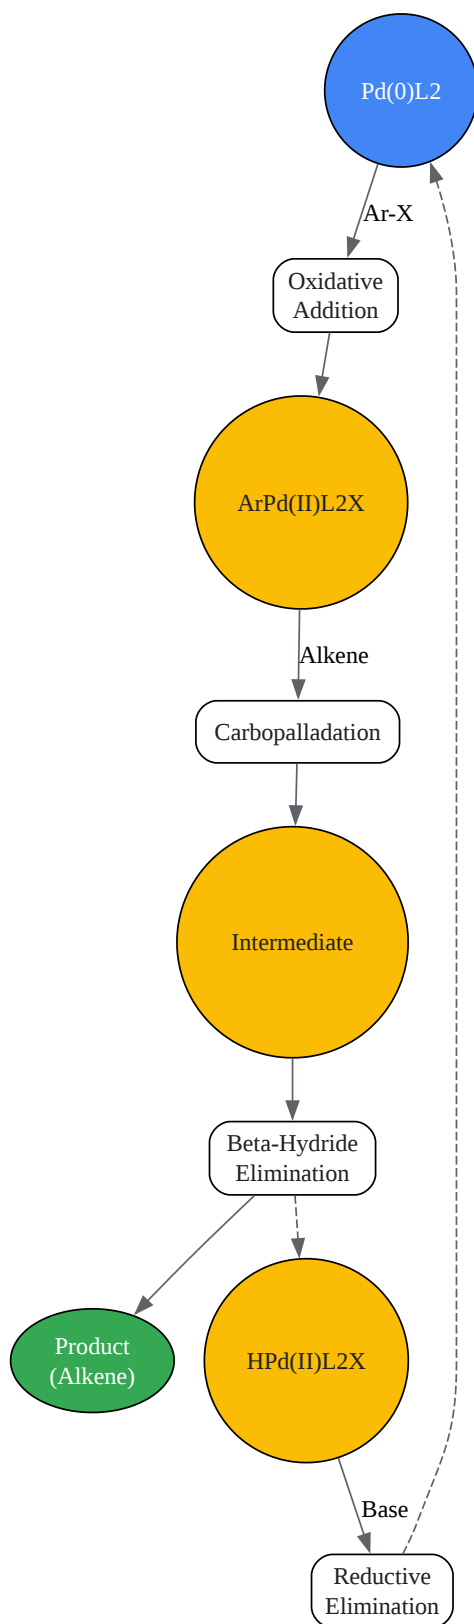 Pd(0)L2
Ar-X
Oxidative
Addition
ArPd(II)L2X
Alkene
Carbopalladation
Intermediate
Beta-Hydride
Elimination
Product
(Alkene)
HPd(II)L2X
Base
Reductive
Elimination